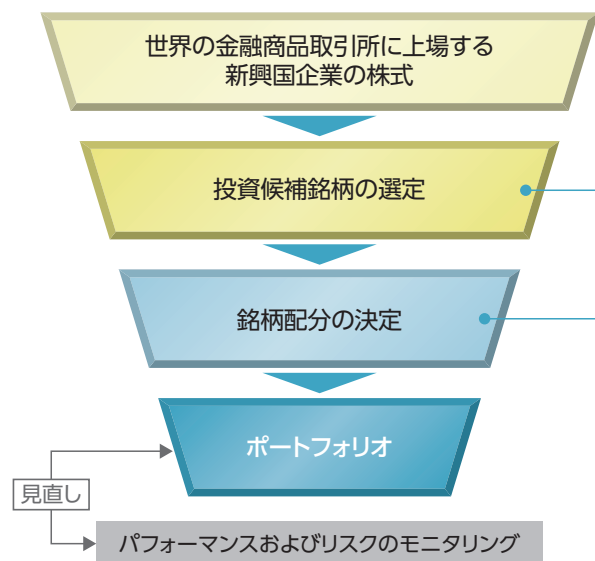 世界の金融商品取引所に上場する
新興国企業の株式
投資候補銘柄の選定
銘柄配分の決定
ポートフォリオ
見直し
パフォーマンスおよびリスクのモニタリング